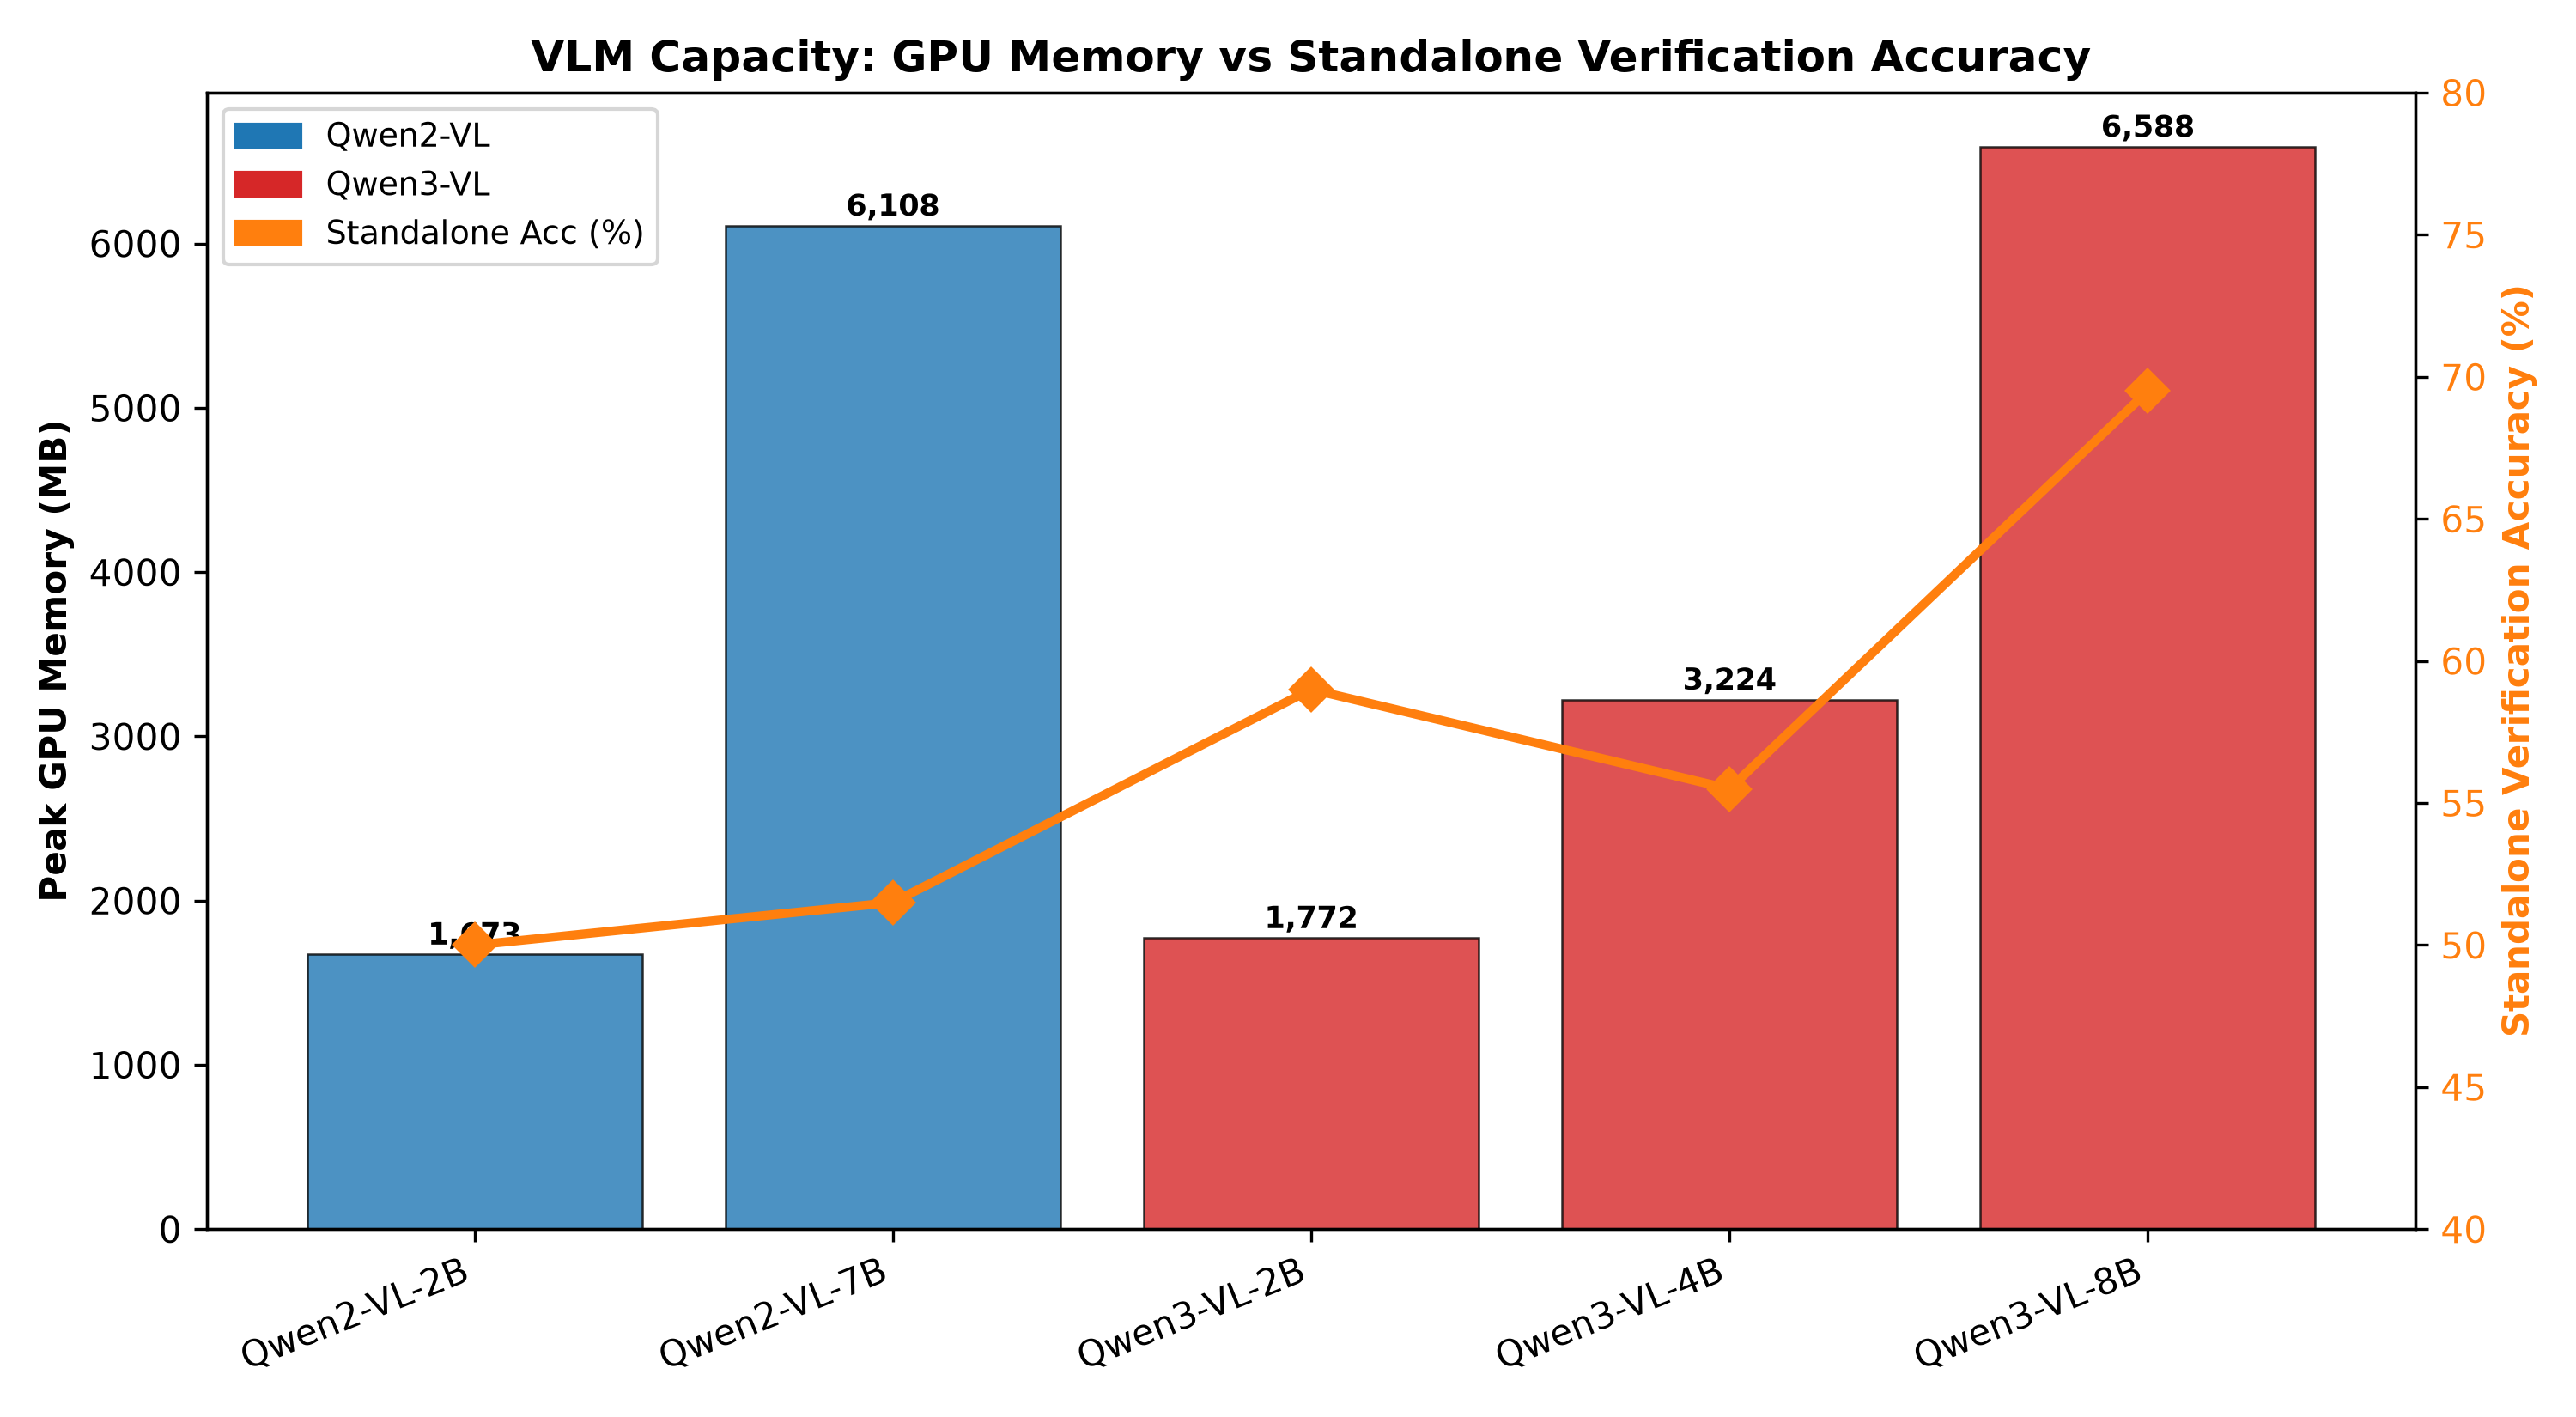 VLM Capacity: GPU Memory vs Standalone Verification Accuracy
Qwen2-VL
Qwen3-VL
Standalone Acc (%)
Peak GPU Memory (MB)
6000
5000
4000
3000
2000
1000
0
6,108
1,772
3,224
6,588
80
75
70
65
60
55
50
45
40
Standalone Verification Accuracy (%)
Qwen2-VL-2B
Qwen2-VL-7B
Qwen3-VL-2B
Qwen3-VL-4B
Qwen3-VL-8B